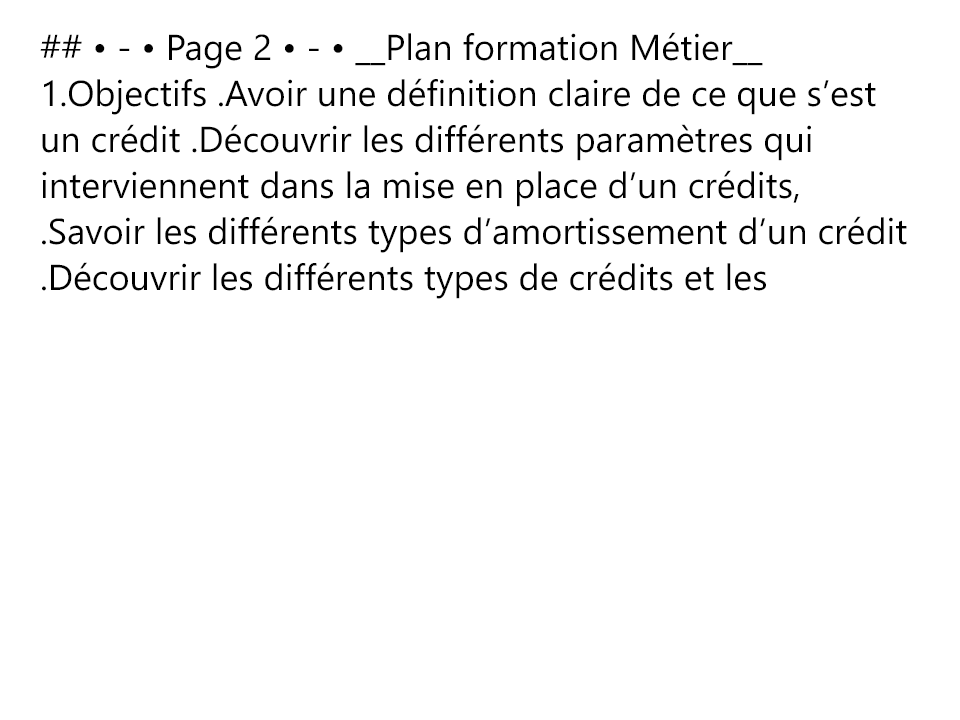 ## • - • Page 2 • - • __Plan formation Métier__
1.Objectifs .Avoir une définition claire de ce que s’est
un crédit .Découvrir les différents paramètres qui
interviennent dans la mise en place d’un crédits,
.Savoir les différents types d’amortissement d’un crédit
.Découvrir les différents types de crédits et les